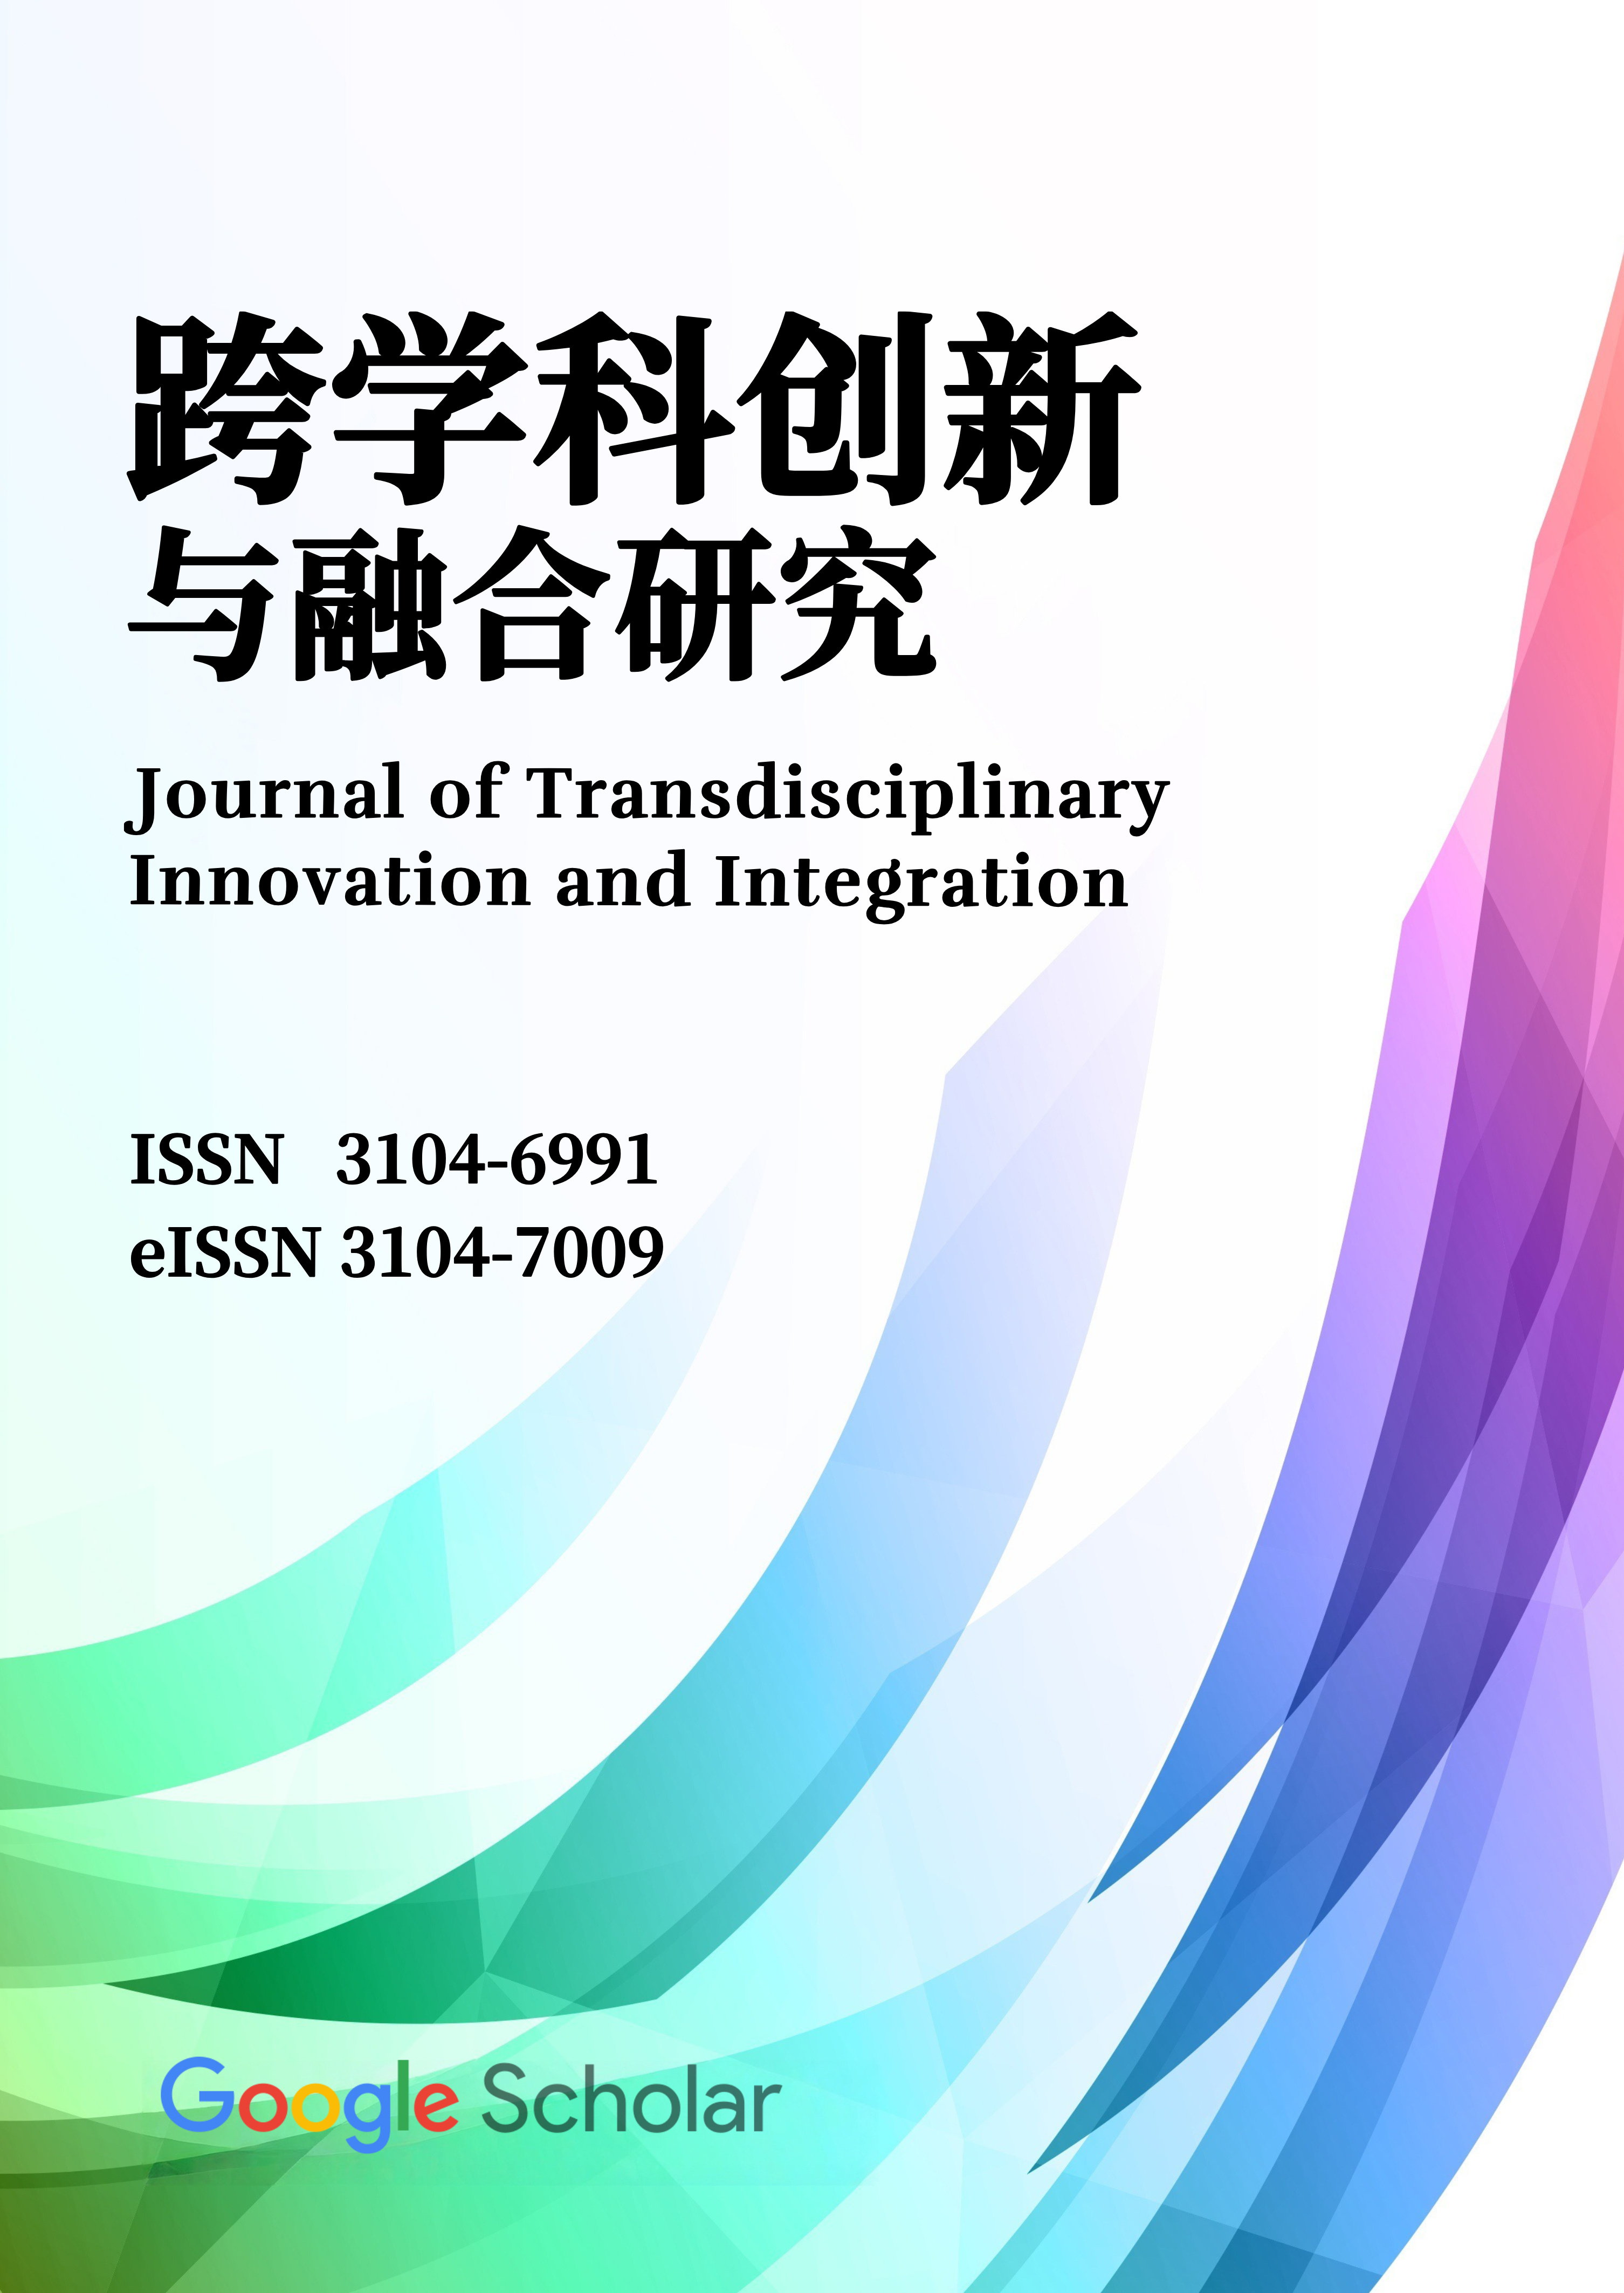 跨学科创新
与融合研究
Journal of Transdisciplinary
Innovation and Integration
ISSN 3104-6991
eISSN 3104-7009
Google Scholar